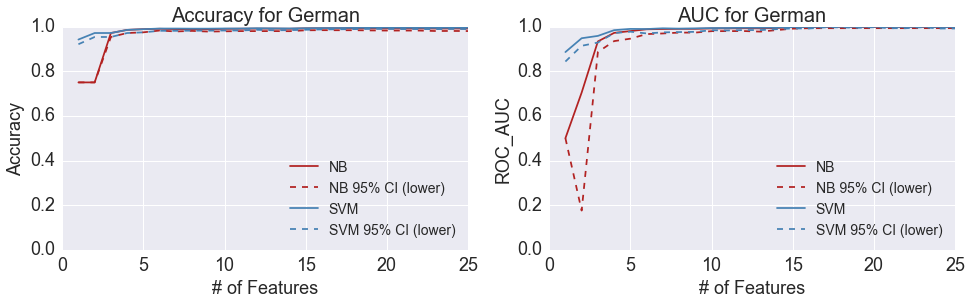 Accuracy for German
1.0
0.8
0.6
0.4
0.2
0.0
Accuracy
NB
NB 95% CI (lower)
SVM
SVM 95% CI (lower)
0 5 10 15 20 25
# of Features
AUC for German
1.0
0.8
0.6
0.4
0.2
0.0
ROC_AUC
NB
NB 95% CI (lower)
SVM
SVM 95% CI (lower)
0 5 10 15 20 25
# of Features